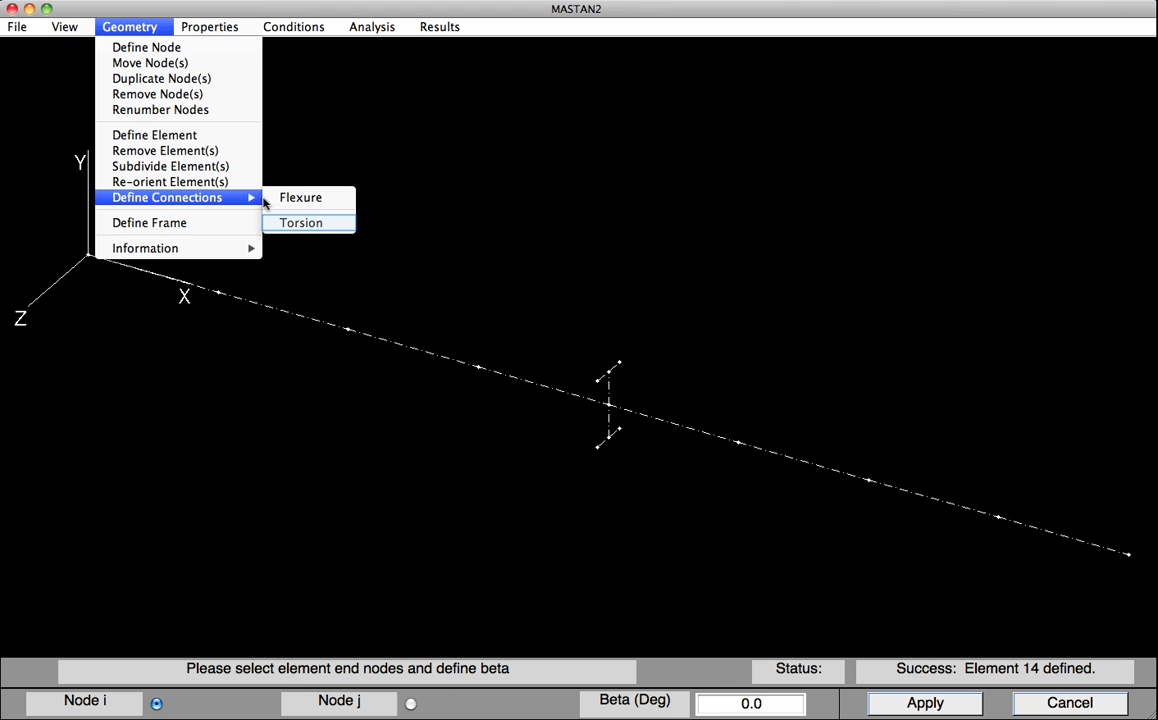 MASTAN2
File View Geometry Properties Conditions Analysis Results
Define Node
Move Node(s)
Duplicate Node(s)
Remove Node(s)
Renumber Nodes
Define Element
Remove Element(s)
Subdivide Element(s)
Re-orient Element(s)
Define Connections
Flexure
Torsion
Define Frame
Information
Y
X
Z
Please select element end nodes and define beta
Status:
Success: Element 14 defined.
Node i
Node j
Beta (Deg)
0.0
Apply
Cancel